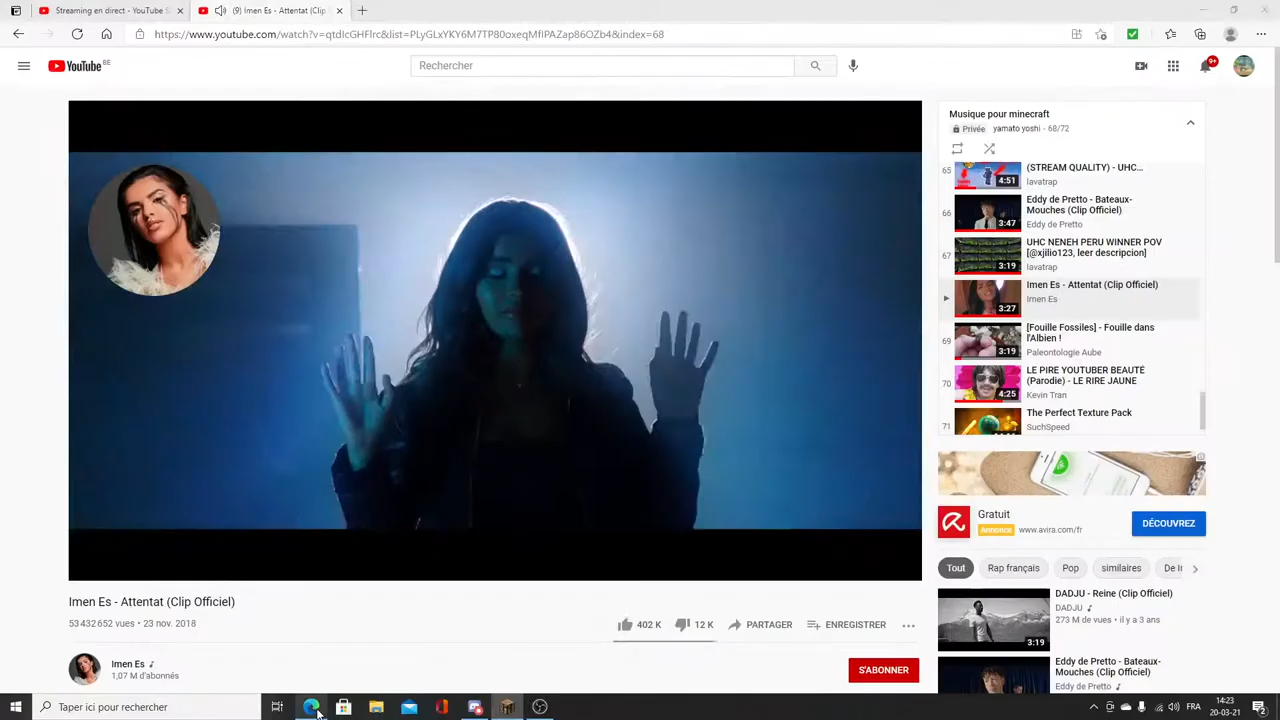 Streaming en direct - YouTube S
(9) Imen Es - Attentat (Clip
https://www.youtube.com/watch?v=qtdIcGHFlrc&list=PLyGLxYKY6M7TP80oxeqMfIPAZap86OZb4&index=68
YouTube BE
Rechercher
9+
Musique pour minecraft
Privée yamato yoshi - 68/72
65
(STREAM QUALITY) - UHC...
lavatrap
4:51
66
Eddy de Pretto - Bateaux-
Mouches (Clip Officiel)
Eddy de Pretto
3:47
67
UHC NENEH PERU WINNER POV
[@xjilio123, leer descripcion]
lavatrap
3:19
Imen Es - Attentat (Clip Officiel)
Imen Es
3:27
69
[Fouille Fossiles] - Fouille dans
l'Albien !
Paleontologie Aube
3:19
70
LE PIRE YOUTUBER BEAUTÉ
(Parodie) - LE RIRE JAUNE
Kevin Tran
4:25
71
The Perfect Texture Pack
SuchSpeed
Gratuit
Annonce www.avira.com/fr
DÉCOUVREZ
Tout Rap français Pop similaires De I
DADJU - Reine (Clip Officiel)
DADJU
273 M de vues • il y a 3 ans
3:19
Eddy de Pretto - Bateaux-
Mouches (Clip Officiel)
Eddy de Pretto
Imen Es - Attentat (Clip Officiel)
53 432 652 vues • 23 nov. 2018
402 K 12 K PARTAGER ENREGISTRER
Imen Es
1,07 M d'abonnés
S'ABONNER
Taper ici pour rechercher
FRA
14:23
20-03-21
2